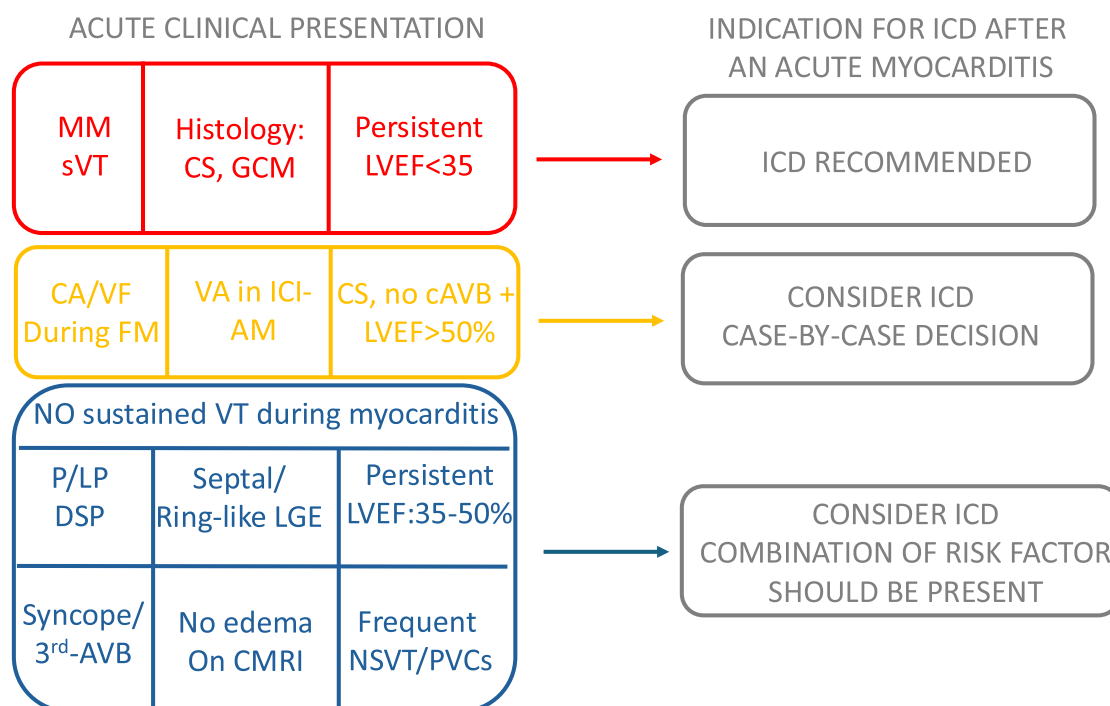 ACUTE CLINICAL PRESENTATION
INDICATION FOR ICD AFTER
AN ACUTE MYOCARDITIS
MM
sVT
Histology:
CS, GCM
Persistent
LVEF<35
ICD RECOMMENDED
CA/VF
During FM
VA in ICI-
AM
CS, no cAVB +
LVEF>50%
CONSIDER ICD
CASE-BY-CASE DECISION
NO sustained VT during myocarditis
P/LP
DSP
Septal/
Ring-like LGE
Persistent
LVEF:35-50%
Syncope/
3rd-AVB
No edema
On CMRI
Frequent
NSVT/PVCs
CONSIDER ICD
COMBINATION OF RISK FACTOR
SHOULD BE PRESENT